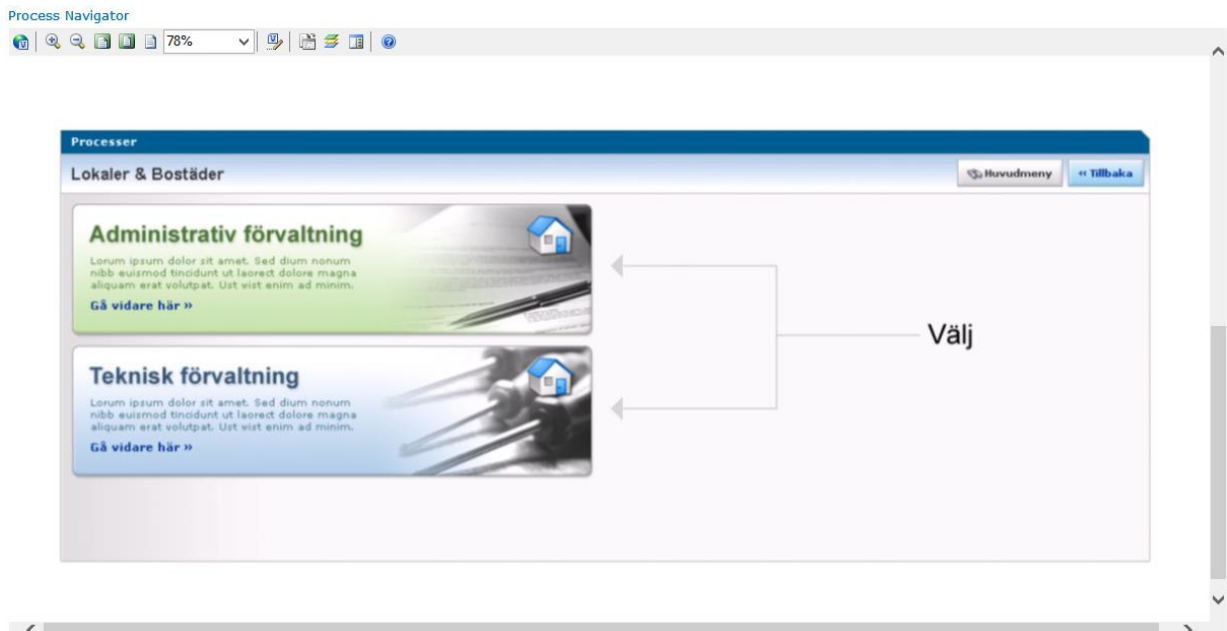 Process Navigator
78%
Processer
Lokaler & Bostäder
Huvudmeny
« Tillbaka
Administrativ förvaltning
Lorum ipsum dolor sit amet. Sed dium nonum
nibb euismod tincidunt ut laorect dolore magna
aliquam erat volutpat. Ust wist enim ad minim.
Gå vidare här »
Välj
Teknisk förvaltning
Lorum ipsum dolor sit amet. Sed dium nonum
nibb euismod tincidunt ut laorect dolore magna
aliquam erat volutpat. Ust wist enim ad minim.
Gå vidare här »